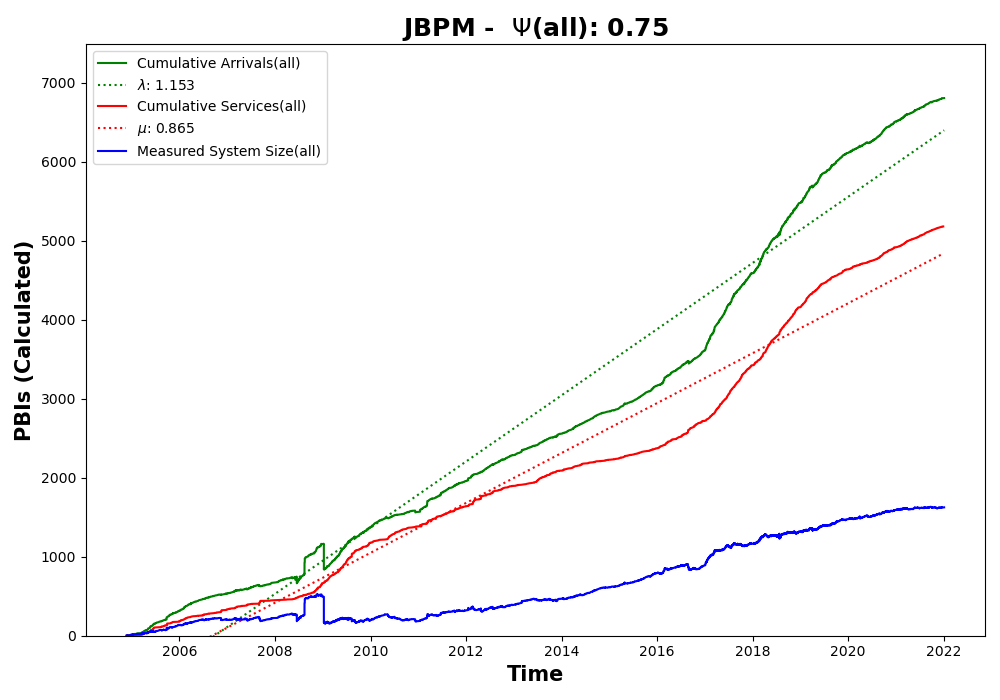 JBPM - Ψ(all): 0.75
Cumulative Arrivals(all)
λ: 1.153
Cumulative Services(all)
μ: 0.865
Measured System Size(all)
PBIs (Calculated)
7000
6000
5000
4000
3000
2000
1000
0
2006 2008 2010 2012 2014 2016 2018 2020 2022
Time